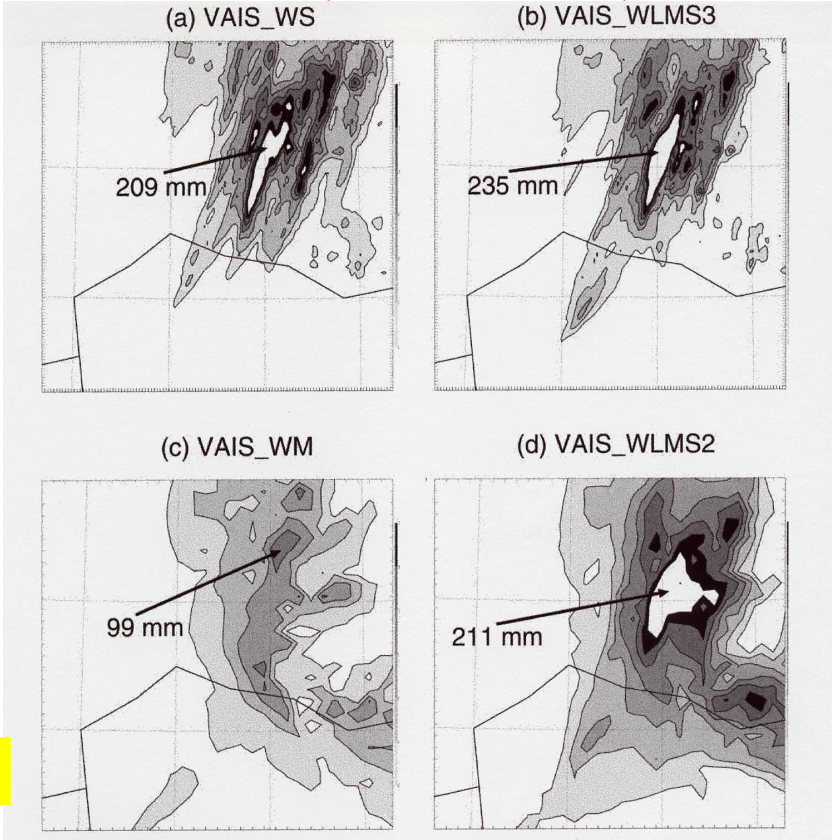 (a) VAIS_WS
(b) VAIS_WLMS3
209 mm
235 mm
(c) VAIS_WM
(d) VAIS_WLMS2
99 mm
211 mm